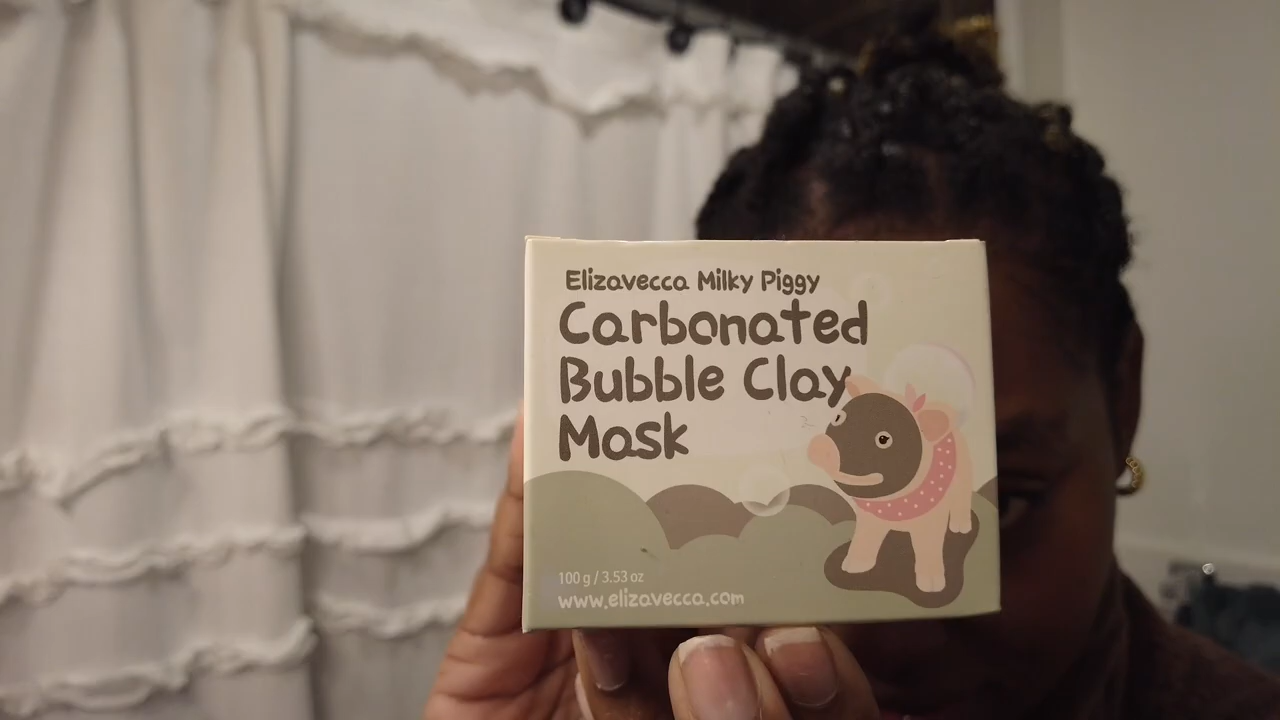 Elizavecca Milky Piggy
Carbonated
Bubble Clay
Mask
100 g / 3.53 oz
www.elizavecca.com